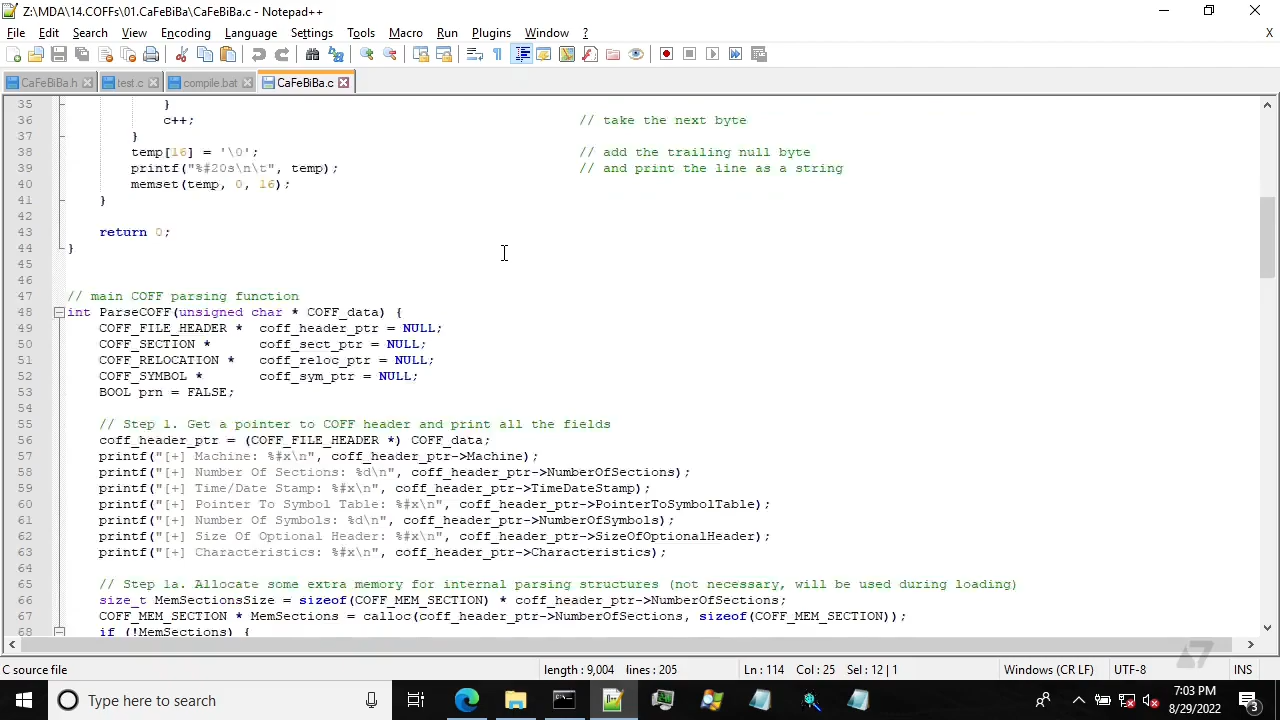 Z:\MDA\14.COFFs\01.CaFeBiBa\CaFeBiBa.c - Notepad++
File Edit Search View Encoding Language Settings Tools Macro Run Plugins Window ? X
CaFeBiBa.h test.c compile.bat CaFeBiBa.c
35 }
36 c++; // take the next byte
37 }
38 temp[16] = '\0'; // add the trailing null byte
39 printf("%#20s\n\t", temp); // and print the line as a string
40 memset(temp, 0, 16);
41 }
42
43 return 0;
44 }
45
46
47 // main COFF parsing function
48 int ParseCOFF(unsigned char * COFF_data) {
49 COFF_FILE_HEADER * coff_header_ptr = NULL;
50 COFF_SECTION * coff_sect_ptr = NULL;
51 COFF_RELOCATION * coff_reloc_ptr = NULL;
52 COFF_SYMBOL * coff_sym_ptr = NULL;
53 BOOL prn = FALSE;
54
55 // Step 1. Get a pointer to COFF header and print all the fields
56 coff_header_ptr = (COFF_FILE_HEADER *) COFF_data;
57 printf("[+] Machine: %#x\n", coff_header_ptr->Machine);
58 printf("[+] Number Of Sections: %d\n", coff_header_ptr->NumberOfSections);
59 printf("[+] Time/Date Stamp: %#x\n", coff_header_ptr->TimeDateStamp);
60 printf("[+] Pointer To Symbol Table: %#x\n", coff_header_ptr->PointerToSymbolTable);
61 printf("[+] Number Of Symbols: %d\n", coff_header_ptr->NumberOfSymbols);
62 printf("[+] Size Of Optional Header: %#x\n", coff_header_ptr->SizeOfOptionalHeader);
63 printf("[+] Characteristics: %#x\n", coff_header_ptr->Characteristics);
64
65 // Step 1a. Allocate some extra memory for internal parsing structures (not necessary, will be used during loading)
66 size_t MemSectionsSize = sizeof(COFF_MEM_SECTION) * coff_header_ptr->NumberOfSections;
67 COFF_MEM_SECTION * MemSections = calloc(coff_header_ptr->NumberOfSections, sizeof(COFF_MEM_SECTION));
68 if (!MemSections) {
C source file length : 9,004 lines : 205 Ln : 114 Col : 25 Sel : 12 | 1 Windows (CR LF) UTF-8 INS
Type here to search
7:03 PM
8/29/2022
3